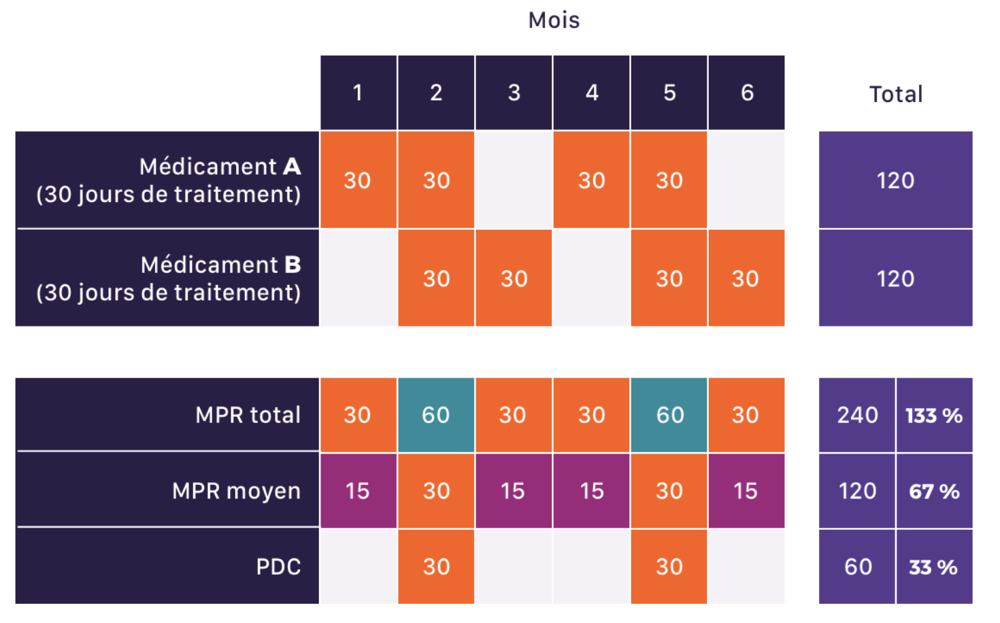 Mois
1 2 3 4 5 6 Total
Médicament A
(30 jours de traitement)
30 30 30 30 120
Médicament B
(30 jours de traitement)
30 30 30 30 120
MPR total 30 60 30 30 60 30 240 133 %
MPR moyen 15 30 15 15 30 15 120 67 %
PDC 30 30 60 33 %